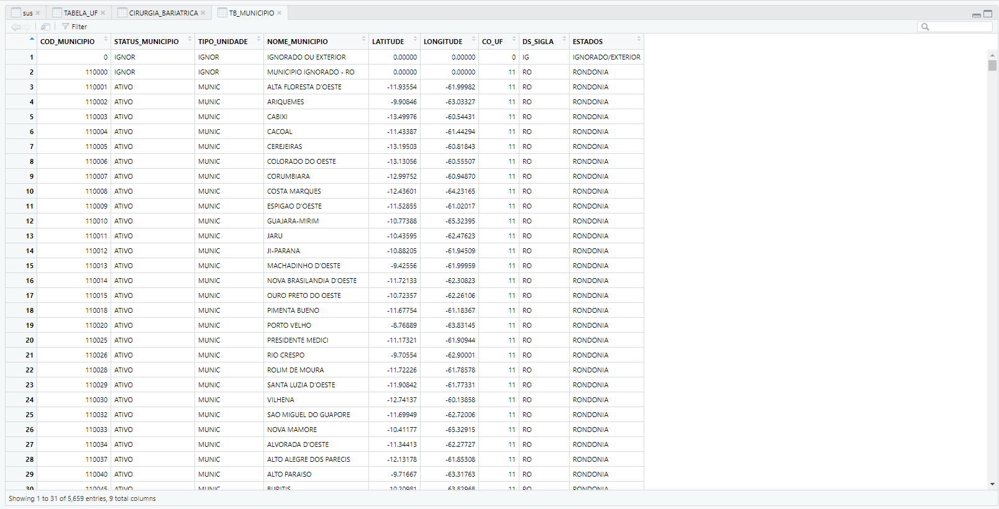 sus TABELA_UF CIRURGIA_BARIATRICA TB_MUNICIPIO
Filter
COD_MUNICIPIO STATUS_MUNICIPIO TIPO_UNIDADE NOME_MUNICIPIO LATITUDE LONGITUDE CO_UF DS_SIGLA ESTADOS
1 0 IGNOR IGNOR IGNORADO OU EXTERIOR 0.00000 0.00000 0 IG IGNORADO/EXTERIOR
2 110000 IGNOR IGNOR MUNICIPIO IGNORADO - RO 0.00000 0.00000 11 RO RONDONIA
3 110001 ATIVO MUNIC ALTA FLORESTA D'OESTE -11.93554 -61.99982 11 RO RONDONIA
4 110002 ATIVO MUNIC ARIQUEMES -9.90846 -63.03327 11 RO RONDONIA
5 110003 ATIVO MUNIC CABIXI -13.49976 -60.54431 11 RO RONDONIA
6 110004 ATIVO MUNIC CACOAL -11.43387 -61.44294 11 RO RONDONIA
7 110005 ATIVO MUNIC CEREJEIRAS -13.19503 -60.81843 11 RO RONDONIA
8 110006 ATIVO MUNIC COLORADO DO OESTE -13.13056 -60.55507 11 RO RONDONIA
9 110007 ATIVO MUNIC CORUMBIARA -12.99752 -60.94870 11 RO RONDONIA
10 110008 ATIVO MUNIC COSTA MARQUES -12.43601 -64.23165 11 RO RONDONIA
11 110009 ATIVO MUNIC ESPIGAO D'OESTE -11.52855 -61.02017 11 RO RONDONIA
12 110010 ATIVO MUNIC GUAJARA-MIRIM -10.77388 -65.32395 11 RO RONDONIA
13 110011 ATIVO MUNIC JARU -10.43595 -62.47623 11 RO RONDONIA
14 110012 ATIVO MUNIC JI-PARANA -10.88205 -61.94509 11 RO RONDONIA
15 110013 ATIVO MUNIC MACHADINHO D'OESTE -9.42556 -61.99959 11 RO RONDONIA
16 110014 ATIVO MUNIC NOVA BRASILANDIA D'OESTE -11.72133 -62.30823 11 RO RONDONIA
17 110015 ATIVO MUNIC OURO PRETO DO OESTE -10.72357 -62.26106 11 RO RONDONIA
18 110018 ATIVO MUNIC PIMENTA BUENO -11.67754 -61.18367 11 RO RONDONIA
19 110020 ATIVO MUNIC PORTO VELHO -8.76889 -63.83145 11 RO RONDONIA
20 110025 ATIVO MUNIC PRESIDENTE MEDICI -11.17321 -61.90944 11 RO RONDONIA
21 110026 ATIVO MUNIC RIO CRESPO -9.70554 -62.90001 11 RO RONDONIA
22 110028 ATIVO MUNIC ROLIM DE MOURA -11.72226 -61.78578 11 RO RONDONIA
23 110029 ATIVO MUNIC SANTA LUZIA D'OESTE -11.90842 -61.77331 11 RO RONDONIA
24 110030 ATIVO MUNIC VILHENA -12.74137 -60.13858 11 RO RONDONIA
25 110032 ATIVO MUNIC SAO MIGUEL DO GUAPORE -11.69949 -62.72006 11 RO RONDONIA
26 110033 ATIVO MUNIC NOVA MAMORE -10.41177 -65.32915 11 RO RONDONIA
27 110034 ATIVO MUNIC ALVORADA D'OESTE -11.34413 -62.27727 11 RO RONDONIA
28 110037 ATIVO MUNIC ALTO ALEGRE DOS PARECIS -12.13178 -61.85308 11 RO RONDONIA
29 110040 ATIVO MUNIC ALTO PARAISO -9.71667 -63.31763 11 RO RONDONIA
30 110045 ATIVO MUNIC BURITIS -10.20981 -63.82968 11 RO RONDONIA
Showing 1 to 31 of 5,659 entries, 9 total columns